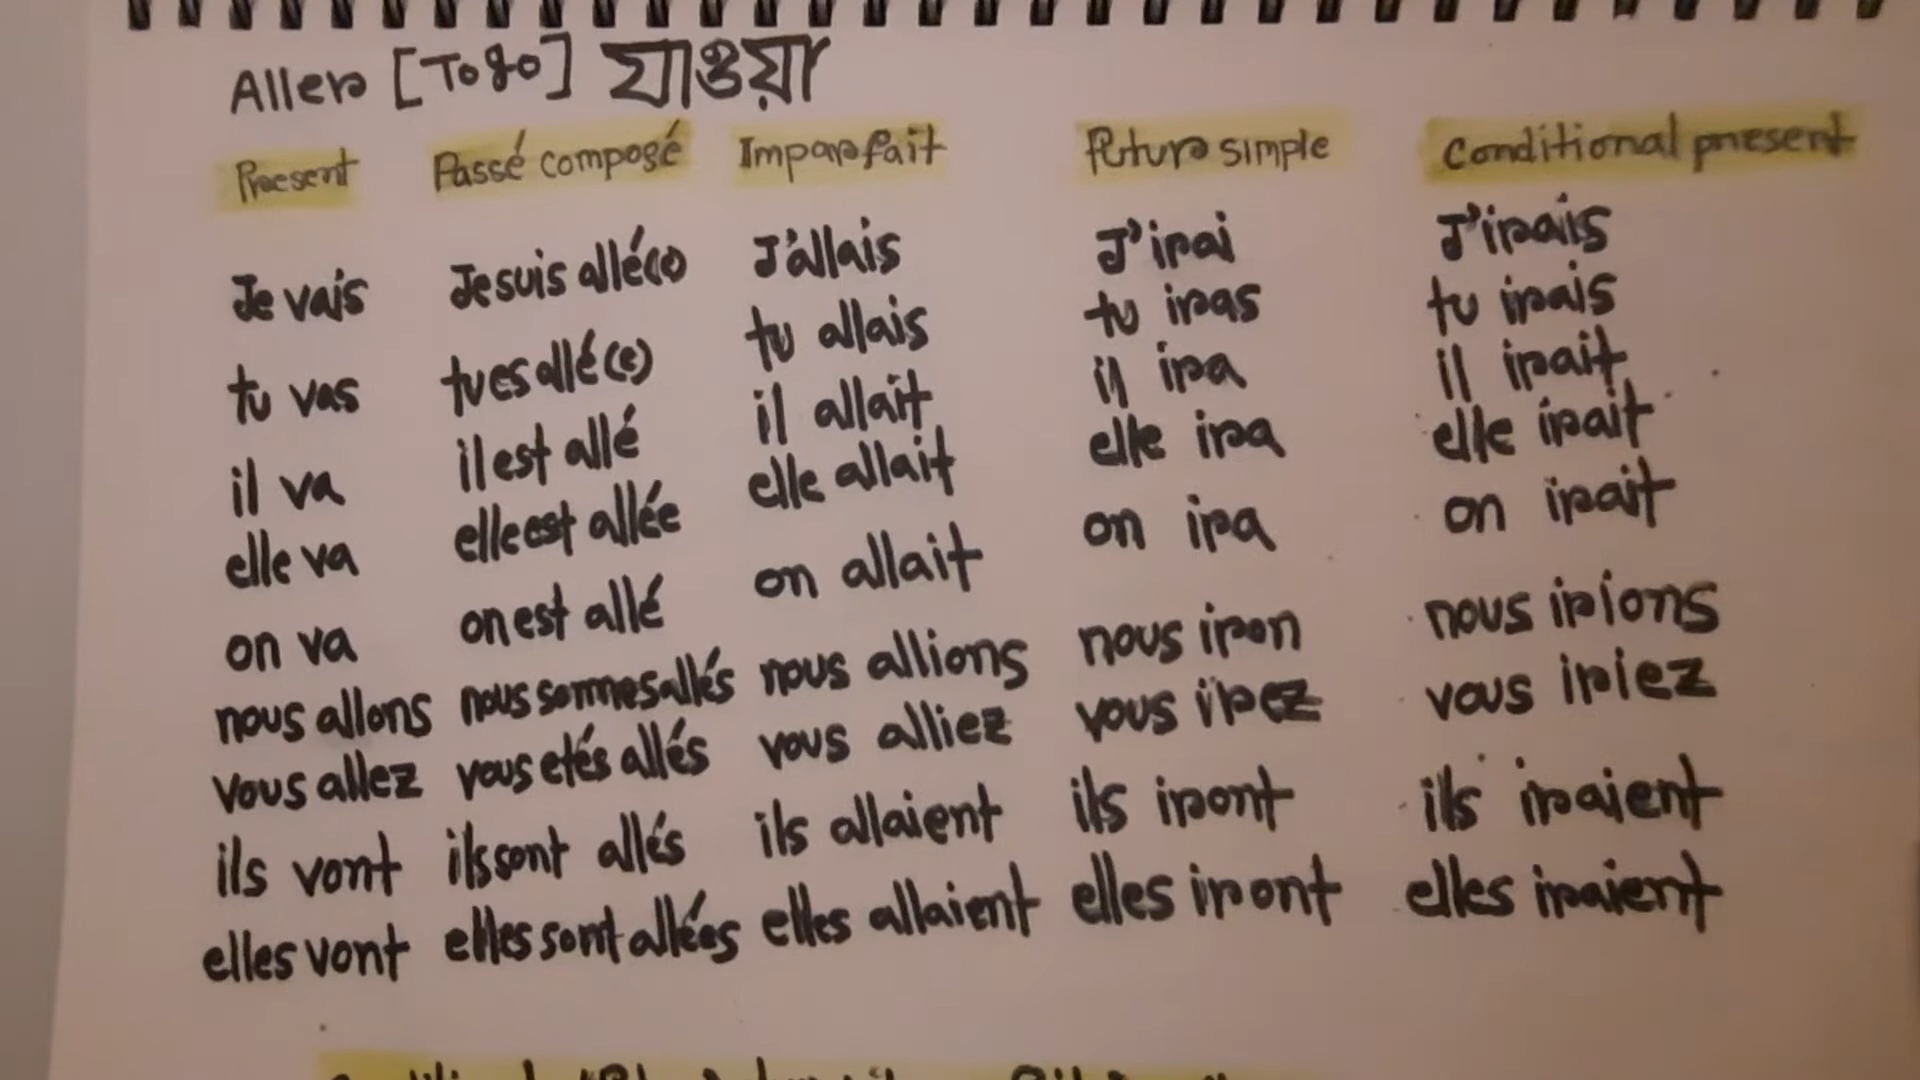 Aller [To go] যাওয়া
Present Passé composé Imparfait Futur simple Conditional present
Je vais Je suis allé(e) J'allais J'irai J'irais
tu vas tu es allé(e) tu allais tu iras tu irais
il va il est allé il allait il ira il irait
elle va elle est allée elle allait elle ira elle irait
on va on est allé on allait on ira on irait
nous allons nous sommes allés nous allions nous iron nous irions
vous allez vous etés allés vous alliez vous irez vous iriez
ils vont ils sont allés ils allaient ils iront ils iraient
elles vont elles sont allées elles allaient elles iront elles iraient